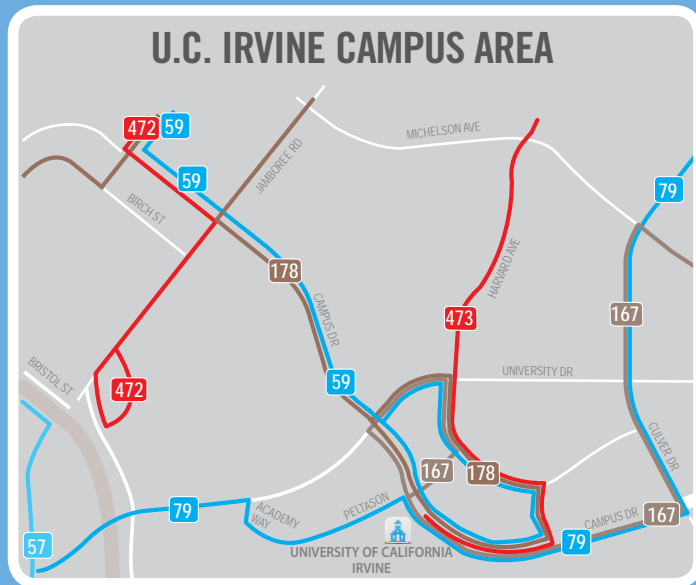 U.C. IRVINE CAMPUS AREA
472
59
MICHELSON AVE
JAMBOREE RD
59
79
BIRCH ST
HARVARD AVE
178
CAMPUS DR
473
167
BRISTOL ST
472
59
UNIVERSITY DR
CULVER DR
167
178
79
ACADEMY
WAY
PELTASON
CAMPUS DR
167
57
UNIVERSITY OF CALIFORNIA
IRVINE
79